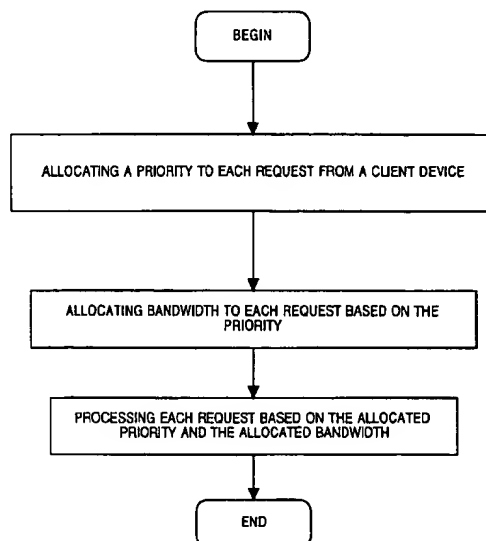 BEGIN
ALLOCATING A PRIORITY TO EACH REQUEST FROM A CLIENT DEVICE
ALLOCATING BANDWIDTH TO EACH REQUEST BASED ON THE
PRIORITY
PROCESSING EACH REQUEST BASED ON THE ALLOCATED
PRIORITY AND THE ALLOCATED BANDWIDTH
END